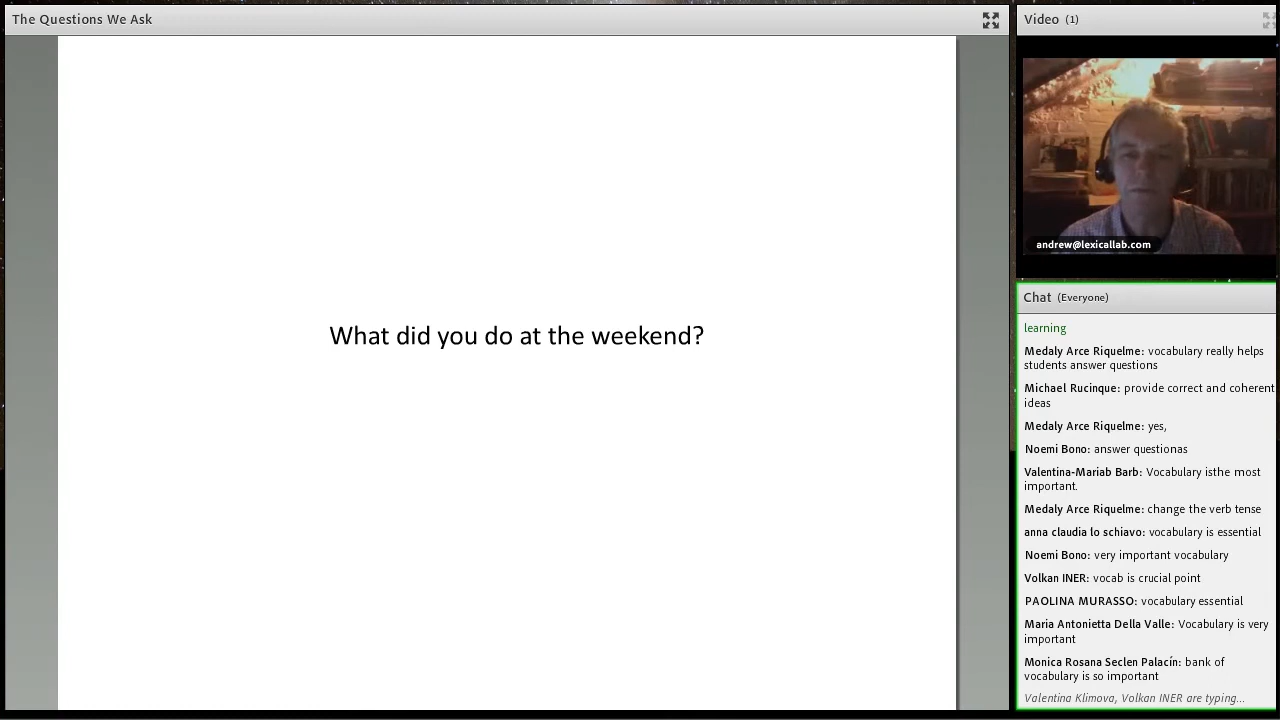 The Questions We Ask
What did you do at the weekend?
Video (1)
andrew@lexicallab.com
Chat (Everyone)
learning
Medaly Arce Riquelme: vocabulary really helps
students answer questions
Michael Rucinque: provide correct and coherent
ideas
Medaly Arce Riquelme: yes,
Noemi Bono: answer questionas
Valentina-Mariab Barb: Vocabulary isthe most
important.
Medaly Arce Riquelme: change the verb tense
anna claudia lo schiavo: vocabulary is essential
Noemi Bono: very important vocabulary
Volkan INER: vocab is crucial point
PAOLINA MURASSO: vocabulary essential
Maria Antonietta Della Valle: Vocabulary is very
important
Monica Rosana Seclen Palacín: bank of
vocabulary is so important
Valentina Klimova, Volkan INER are typing...